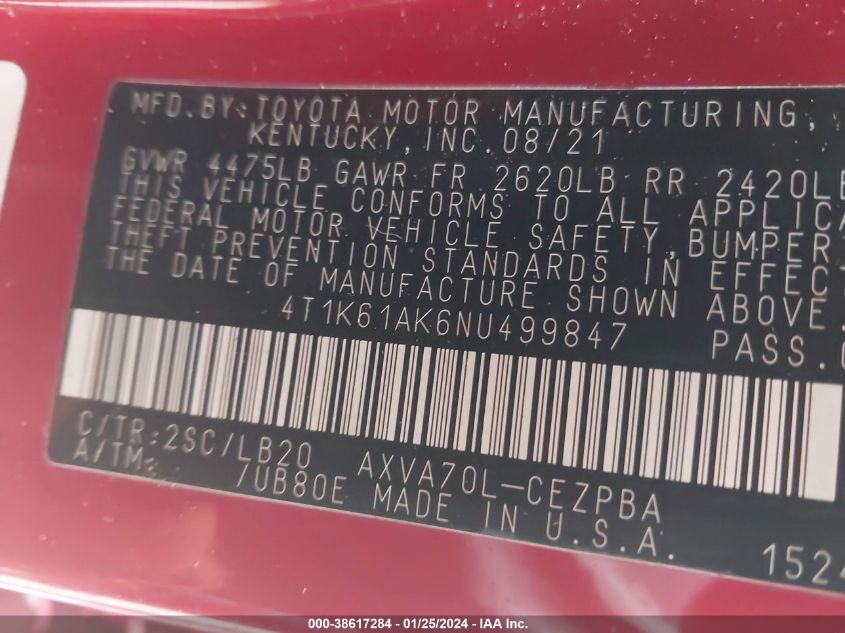 MFD. BY: TOYOTA MOTOR MANUFACTURING,
KENTUCKY, INC. 08/21
GVWR 4475LB GAWR FR 2620LB RR 2420LB
THIS VEHICLE CONFORMS TO ALL APPLICA
FEDERAL MOTOR VEHICLE SAFETY, BUMPER
THEFT PREVENTION STANDARDS IN EFFECT
THE DATE OF MANUFACTURE SHOWN ABOVE.
4T1K61AK6NU499847 PASS.
C/TR: 2SC/LB20 AXVA70L-CEZPBA
A/TM: 7UB80E MADE IN U.S.A.
1524
000-38617284 - 01/25/2024 - IAA Inc.